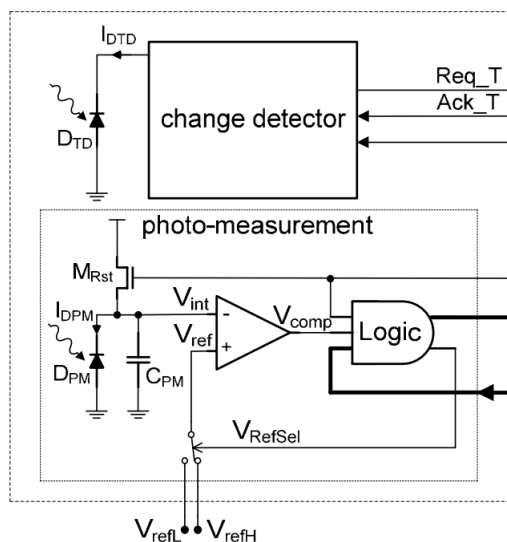 I_DTD
Req_T
Ack_T
change detector
D_TD
photo-measurement
M_Rst
I_DPM
V_int
V_comp
Logic
V_ref
-
+
D_PM
C_PM
V_RefSel
V_refL
V_refH